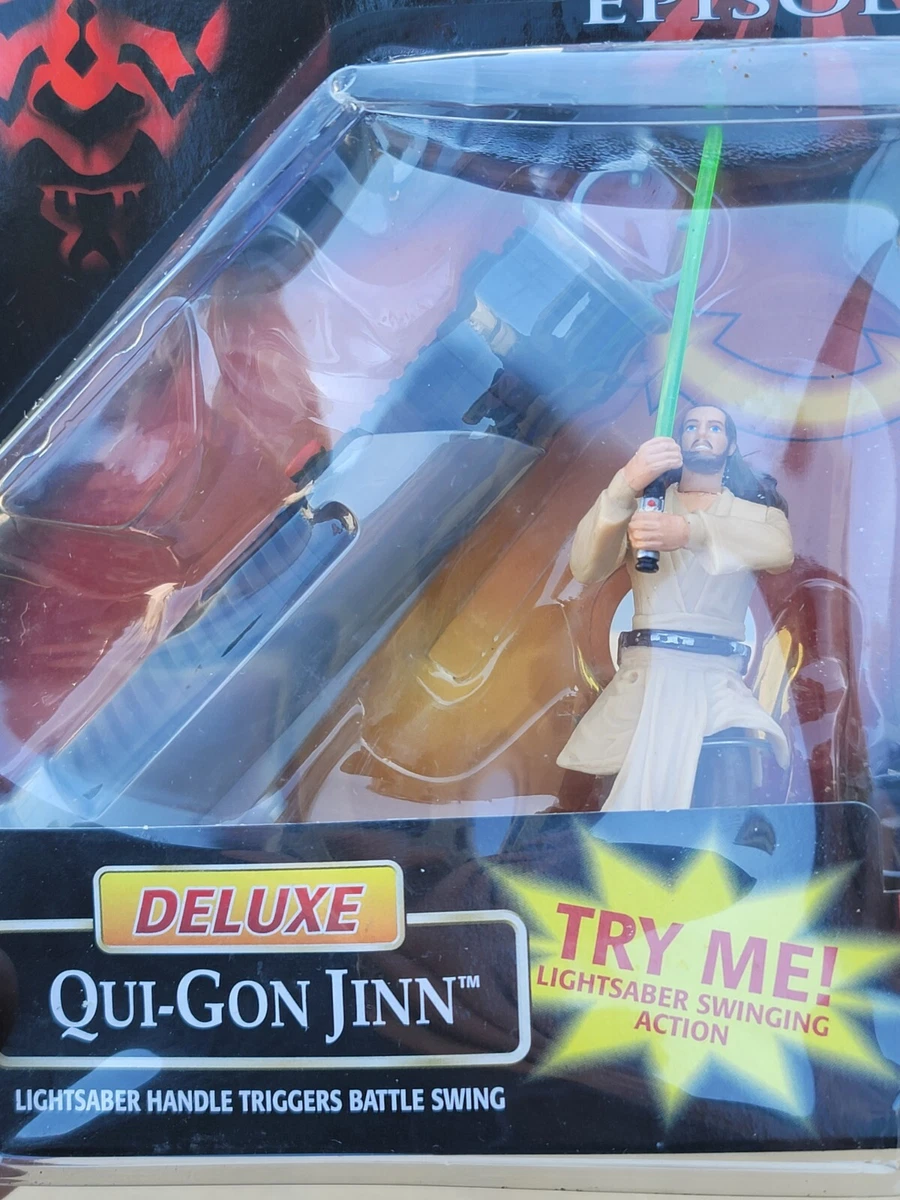 DELUXE
QUI-GON JINN™
LIGHTSABER HANDLE TRIGGERS BATTLE SWING
TRY ME!
LIGHTSABER SWINGING
ACTION